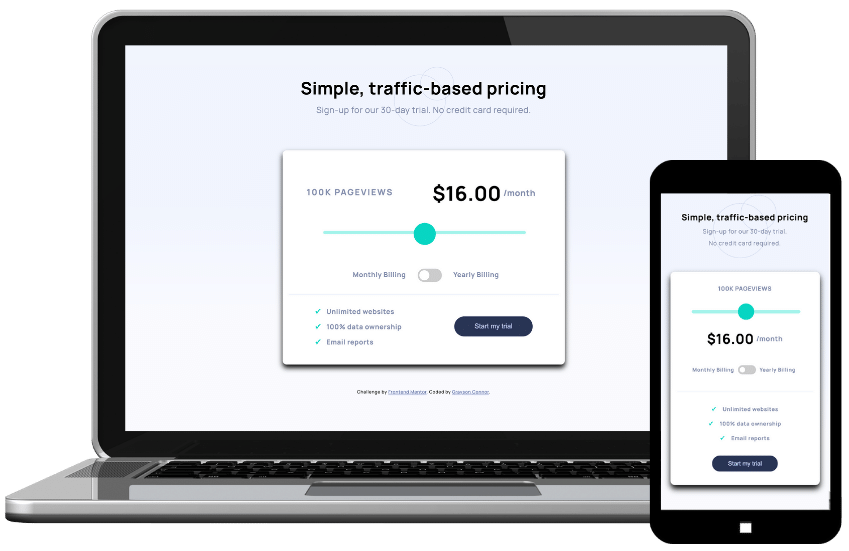 Simple, traffic-based pricing
Sign-up for our 30-day trial. No credit card required.
100K PAGEVIEWS
$16.00 /month
Monthly Billing
Yearly Billing
✓ Unlimited websites
✓ 100% data ownership
✓ Email reports
Start my trial
Challenge by Frontend Mentor. Coded by Grayson Connor.
Simple, traffic-based pricing
Sign-up for our 30-day trial.
No credit card required
100K PAGEVIEWS
$16.00 /month
Monthly Billing
Yearly Billing
✓ Unlimited websites
✓ 100% data ownership
✓ Email reports
Start my trial